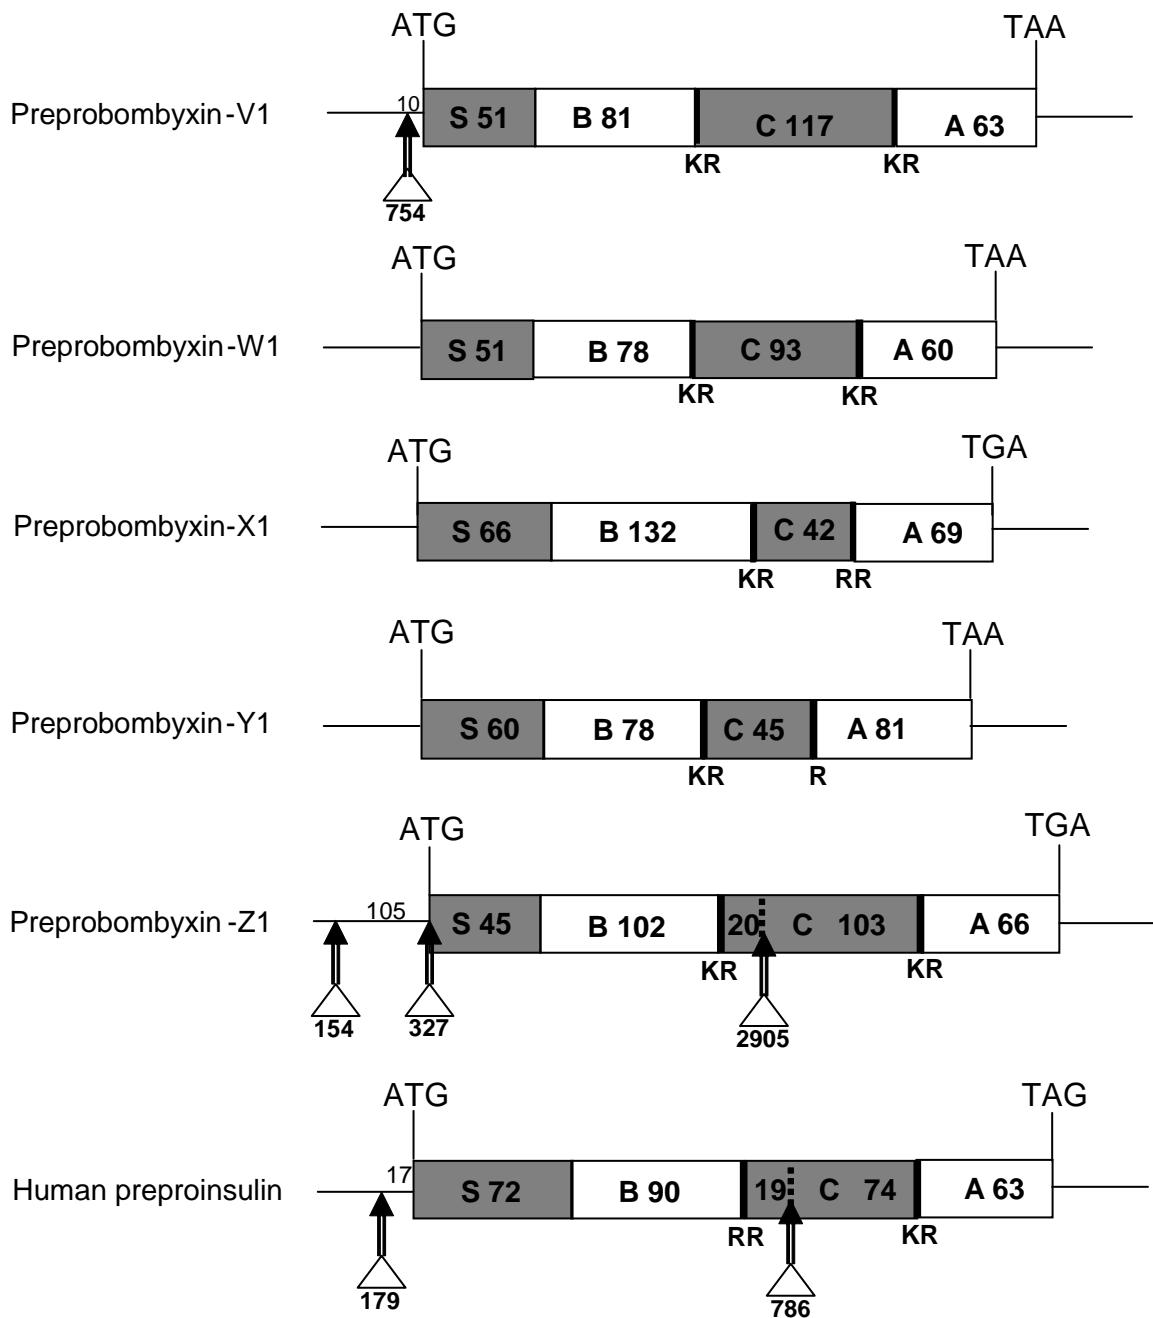 ATG TAA
Preprobombyxin-V1 10 S 51 B 81 C 117 A 63
KR KR
754
ATG TAA
Preprobombyxin-W1 S 51 B 78 C 93 A 60
KR KR
ATG TGA
Preprobombyxin-X1 S 66 B 132 C 42 A 69
KR RR
ATG TAA
Preprobombyxin-Y1 S 60 B 78 C 45 A 81
KR R
ATG TGA
Preprobombyxin-Z1 105 S 45 B 102 20 C 103 A 66
KR KR
154 327 2905
ATG TAG
Human preproinsulin 17 S 72 B 90 19 C 74 A 63
RR KR
179 786